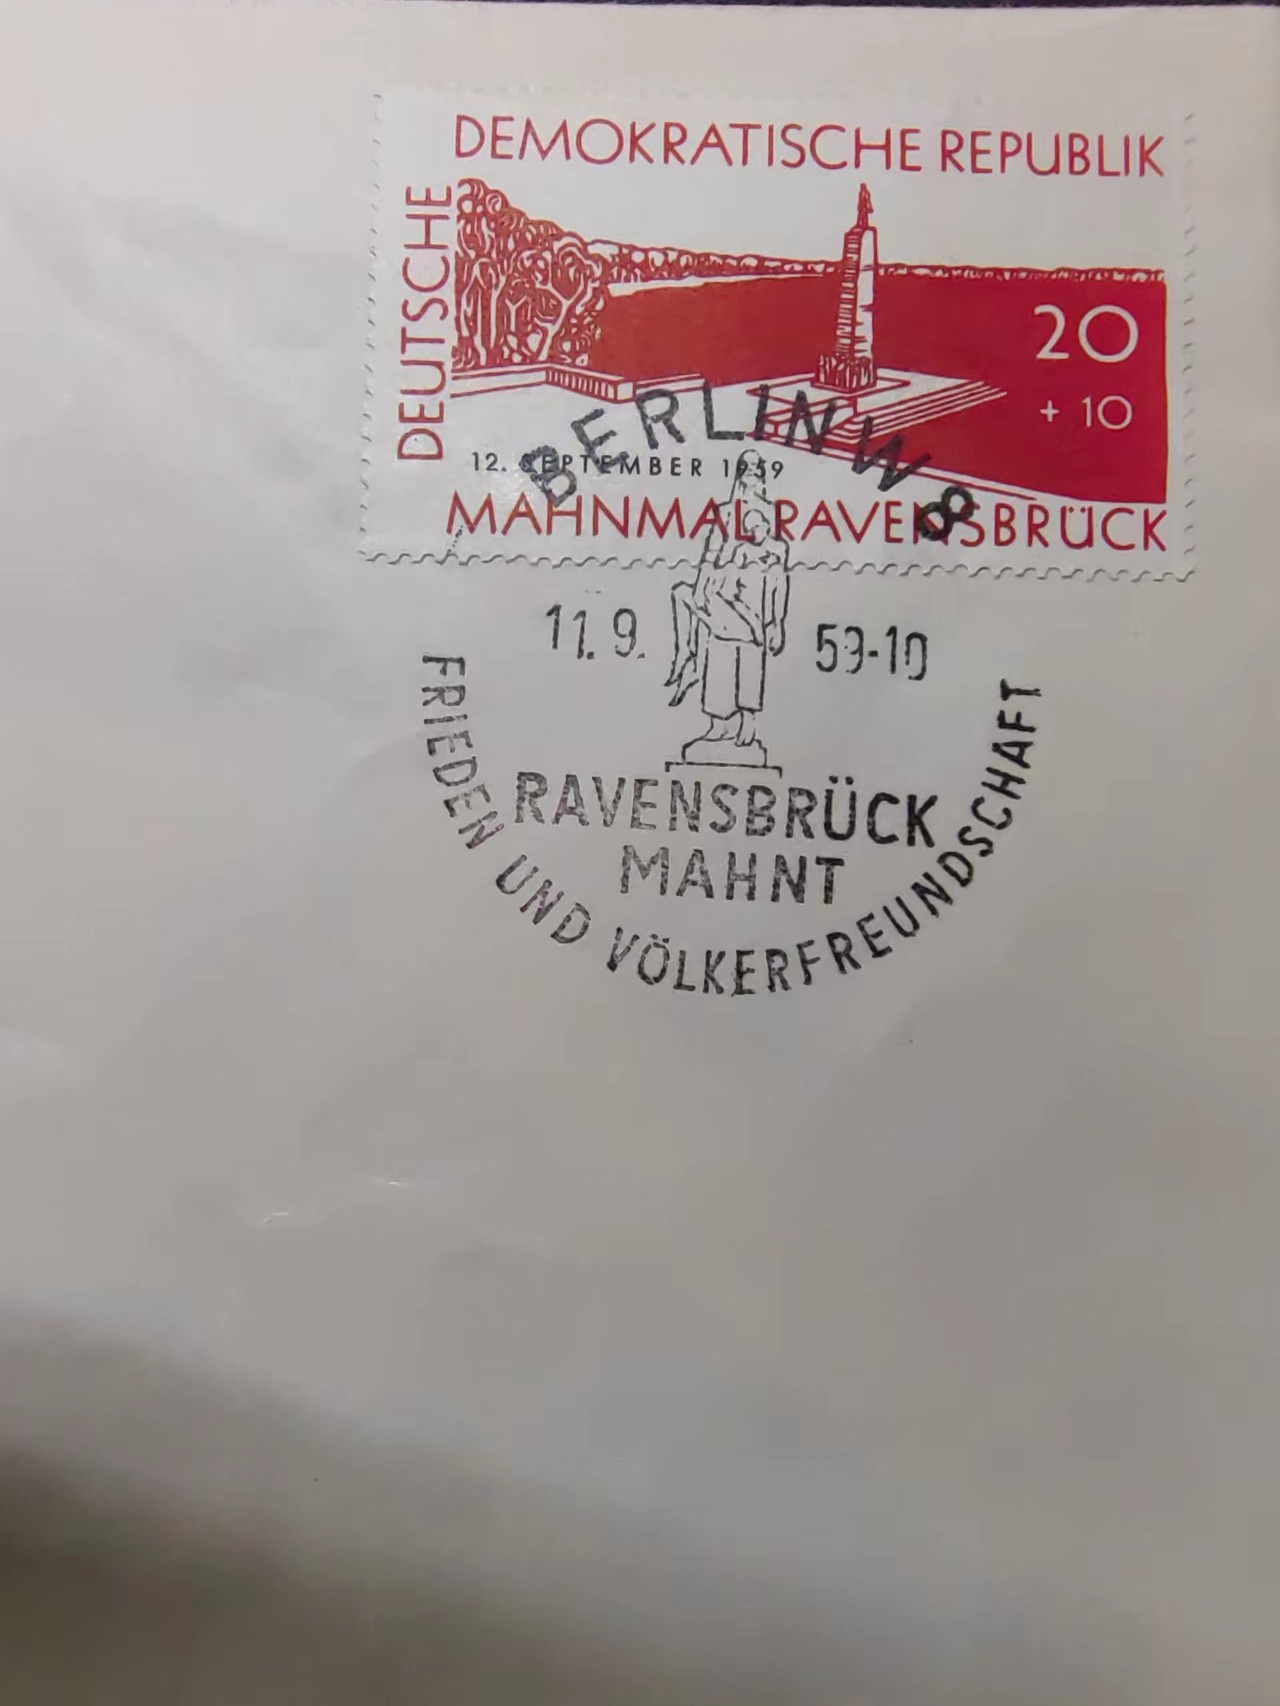 DEUTSCHE
DEMOKRATISCHE REPUBLIK
20
+ 10
12. SEPTEMBER 1959
MAHNMAL RAVENSBRÜCK
BERLIN W 8
11. 9. 59-10
RAVENSBRÜCK
MAHNT
FRIEDEN UND VÖLKERFREUNDSCHAFT